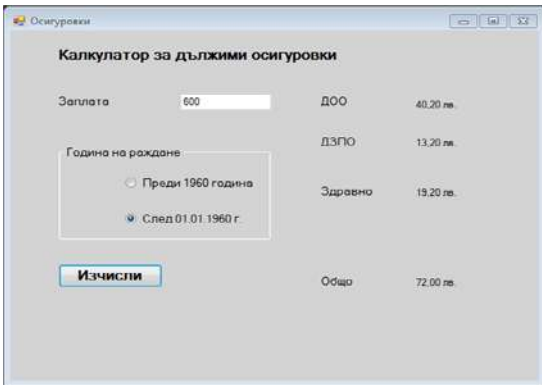 Осигуровки
Калкулатор за дължими осигуровки
Заплата 600 ДОО 40,20 лв.
ДЗПО 13,20 лв.
Година на раждане
Преди 1960 година
Здравно 19,20 лв.
След 01.01.1960 г.
Изчисли
Общо 72,00 лв.